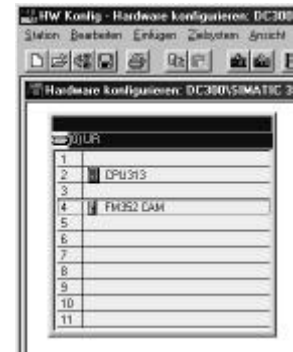 HW Konfig - Hardware konfigurieren: DC300
Station Bearbeiten Einfügen Zielsystem Ansicht
Hardware konfigurieren: DC300\SIMATIC 3
(0)UR
1
2 CPU313
3
4 FM352 CAM
5
6
7
8
9
10
11